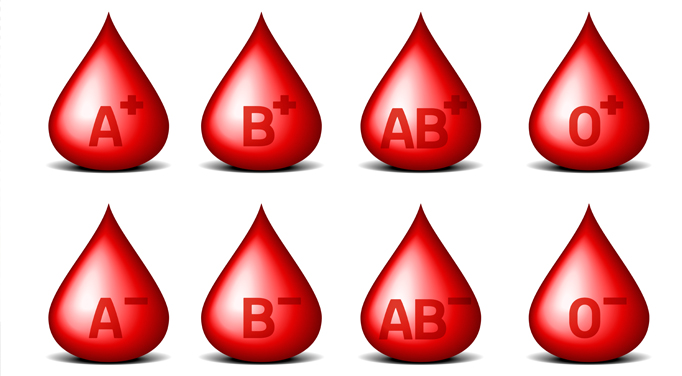 A+ B+ AB+ O+
A− B− AB− O−